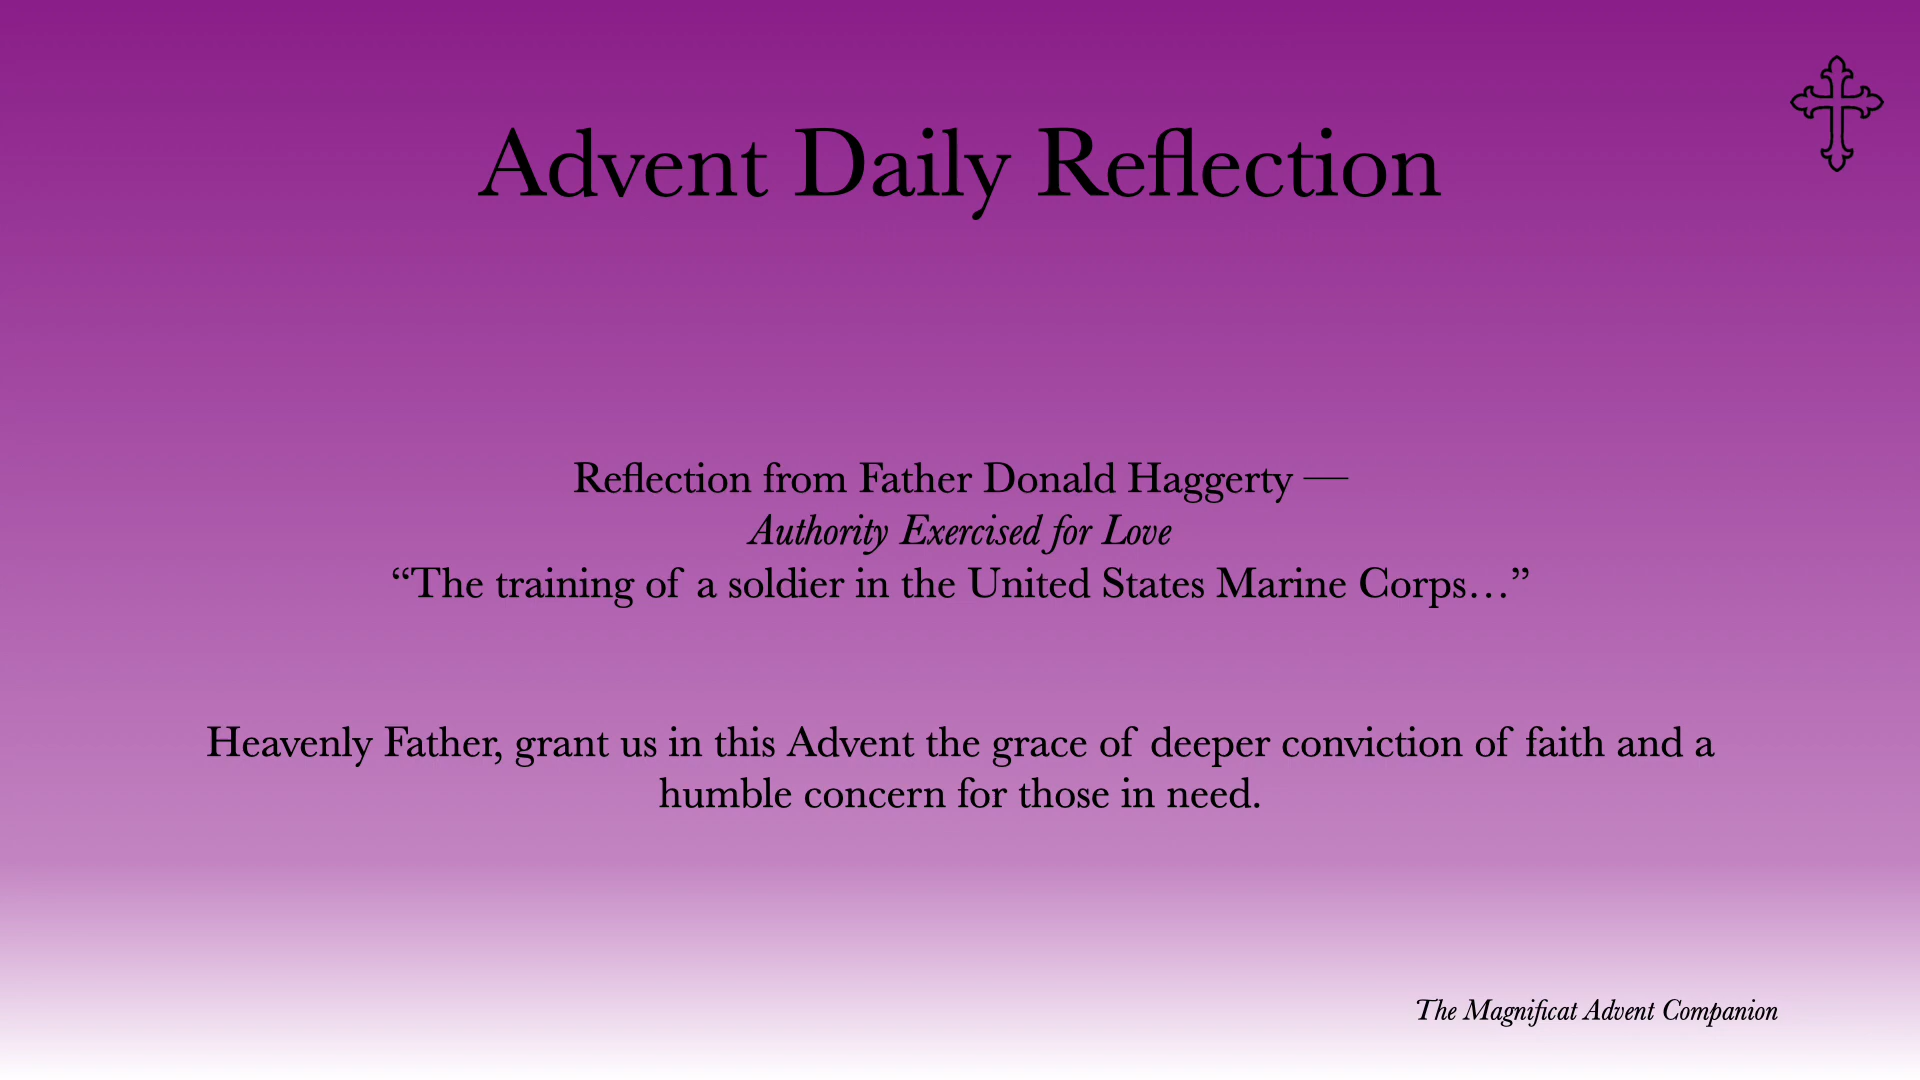 Advent Daily Reflection
Reflection from Father Donald Haggerty —
Authority Exercised for Love
“The training of a soldier in the United States Marine Corps…”
Heavenly Father, grant us in this Advent the grace of deeper conviction of faith and a
humble concern for those in need.
The Magnificat Advent Companion